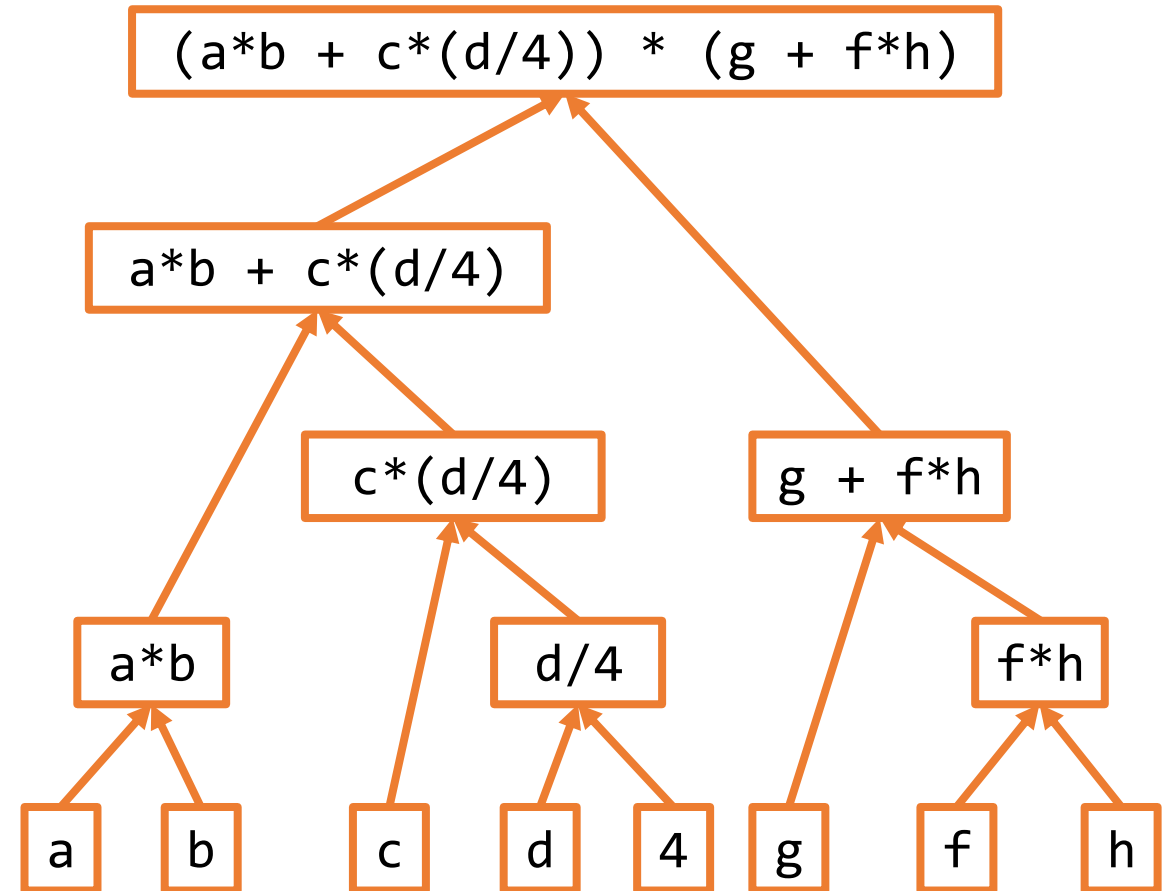 (a*b + c*(d/4)) * (g + f*h)
a*b + c*(d/4)
c*(d/4)
g + f*h
a*b
d/4
f*h
a
b
c
d
4
g
f
h